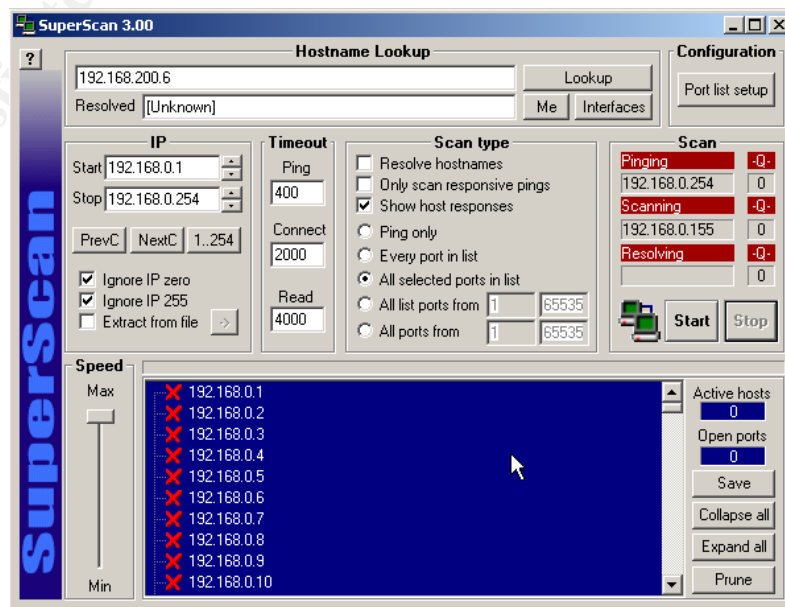 SuperScan 3.00
?
SuperScan
Hostname Lookup
192.168.200.6
Lookup
Resolved [Unknown]
Me
Interfaces
Configuration
Port list setup
IP
Start 192.168.0.1
Stop 192.168.0.254
PrevC NextC 1..254
Ignore IP zero
Ignore IP 255
Extract from file ->
Timeout
Ping
400
Connect
2000
Read
4000
Scan type
Resolve hostnames
Only scan responsive pings
Show host responses
Ping only
Every port in list
All selected ports in list
All list ports from 1 65535
All ports from 1 65535
Scan
Pinging -Q-
192.168.0.254 0
Scanning -Q-
192.168.0.155 0
Resolving -Q-
0
Start Stop
Speed
Max
Min
192.168.0.1
192.168.0.2
192.168.0.3
192.168.0.4
192.168.0.5
192.168.0.6
192.168.0.7
192.168.0.8
192.168.0.9
192.168.0.10
Active hosts
0
Open ports
0
Save
Collapse all
Expand all
Prune